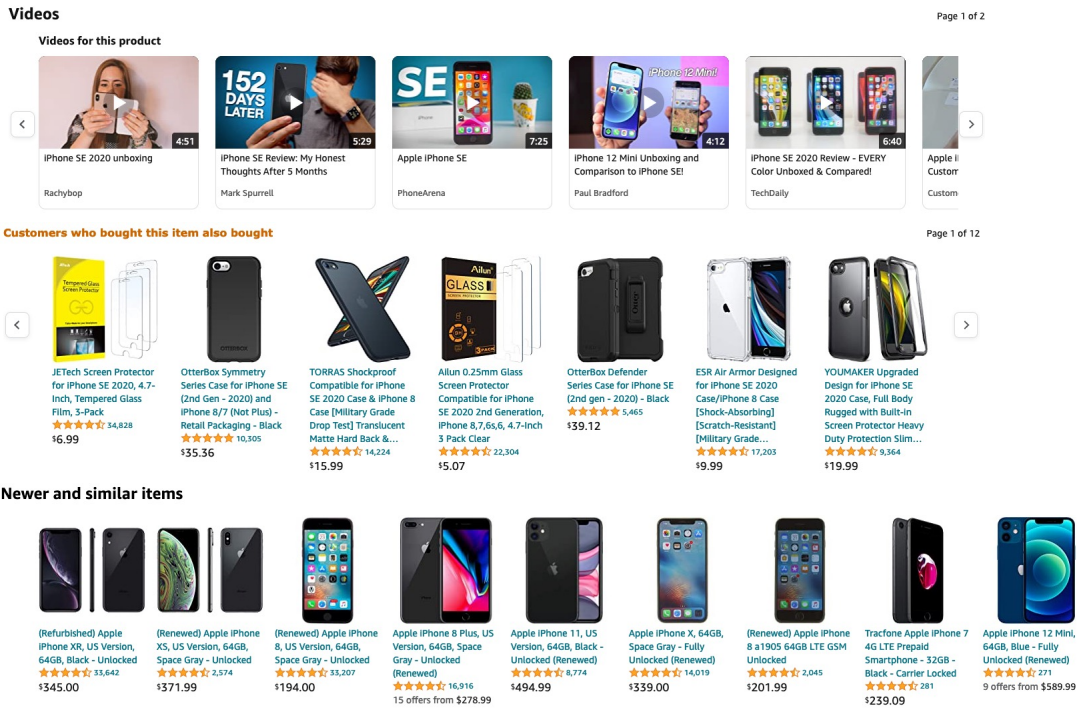 Videos
Page 1 of 2
Videos for this product
4:51
iPhone SE 2020 unboxing
Rachybop
152
DAYS
LATER
5:29
iPhone SE Review: My Honest
Thoughts After 5 Months
Mark Spurrell
SE
7:25
Apple iPhone SE
PhoneArena
iPhone 12 Mini!
4:12
iPhone 12 Mini Unboxing and
Comparison to iPhone SE!
Paul Bradford
6:40
iPhone SE 2020 Review - EVERY
Color Unboxed & Compared!
TechDaily
Apple
Custom
Custom
Customers who bought this item also bought
Page 1 of 12
Tempered Glass
Screen Protector
JETech Screen Protector
for iPhone SE 2020, 4.7-
Inch, Tempered Glass
Film, 3-Pack
34,828
$6.99
OTTERBOX
OtterBox Symmetry
Series Case for iPhone SE
(2nd Gen - 2020) and
iPhone 8/7 (Not Plus) -
Retail Packaging - Black
10,305
$35.36
TORRAS Shockproof
Compatible for iPhone
SE 2020 Case & iPhone 8
Case [Military Grade
Drop Test] Translucent
Matte Hard Back &...
14,224
$15.99
Ailun
GLASS
SCREEN PROTECTOR
3 PACK
Ailun 0.25mm Glass
Screen Protector
Compatible for iPhone
SE 2020 2nd Generation,
iPhone 8,7,6s,6, 4.7-Inch
3 Pack Clear
22,304
$5.07
Otter
OtterBox Defender
Series Case for iPhone SE
(2nd gen - 2020) - Black
5,465
$39.12
ESR Air Armor Designed
for iPhone SE 2020
Case/iPhone 8 Case
[Shock-Absorbing]
[Scratch-Resistant]
[Military Grade...
17,203
$9.99
YOUMAKER Upgraded
Design for iPhone SE
2020 Case, Full Body
Rugged with Built-in
Screen Protector Heavy
Duty Protection Slim...
9,364
$19.99
Newer and similar items
(Refurbished) Apple
iPhone XR, US Version,
64GB, Black - Unlocked
33,642
$345.00
(Renewed) Apple iPhone
XS, US Version, 64GB,
Space Gray - Unlocked
2,574
$371.99
(Renewed) Apple iPhone
8, US Version, 64GB,
Space Gray - Unlocked
33,207
$194.00
Apple iPhone 8 Plus, US
Version, 64GB, Space
Gray - Unlocked
(Renewed)
16,916
15 offers from $278.99
Apple iPhone 11, US
Version, 64GB, Black -
Unlocked (Renewed)
8,774
$494.99
Apple iPhone X, 64GB,
Space Gray - Fully
Unlocked (Renewed)
14,019
$339.00
(Renewed) Apple iPhone
8 a1905 64GB LTE GSM
Unlocked
2,045
$201.99
Tracfone Apple iPhone 7
4G LTE Prepaid
Smartphone - 32GB -
Black - Carrier Locked
281
$239.09
Apple iPhone 12 Mini,
64GB, Blue - Fully
Unlocked (Renewed)
271
9 offers from $589.99